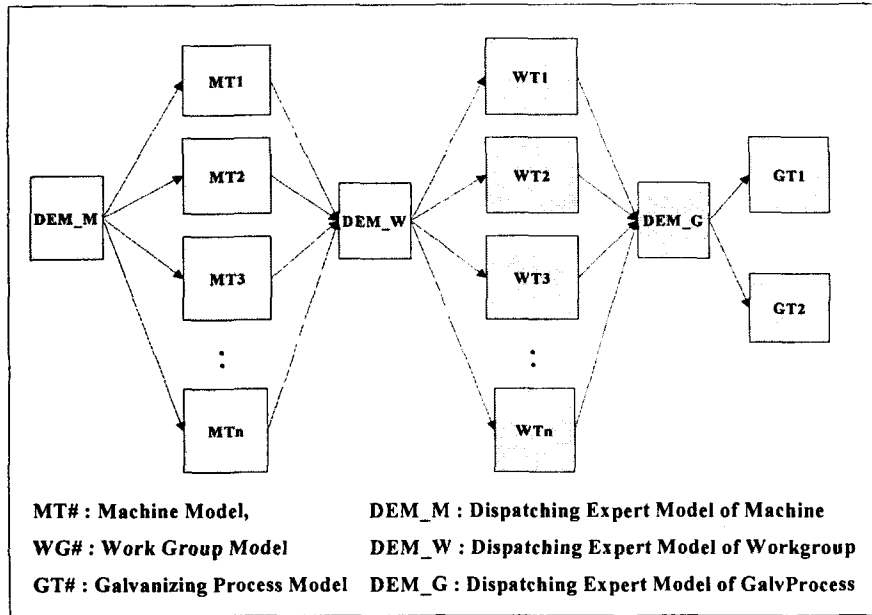 MT1
WT1
MT2
WT2
GT1
DEM_M
DEM_W
DEM_G
MT3
WT3
GT2
MTn
WTn
MT# : Machine Model,
DEM_M : Dispatching Expert Model of Machine
WG# : Work Group Model
DEM_W : Dispatching Expert Model of Workgroup
GT# : Galvanizing Process Model
DEM_G : Dispatching Expert Model of GalvProcess